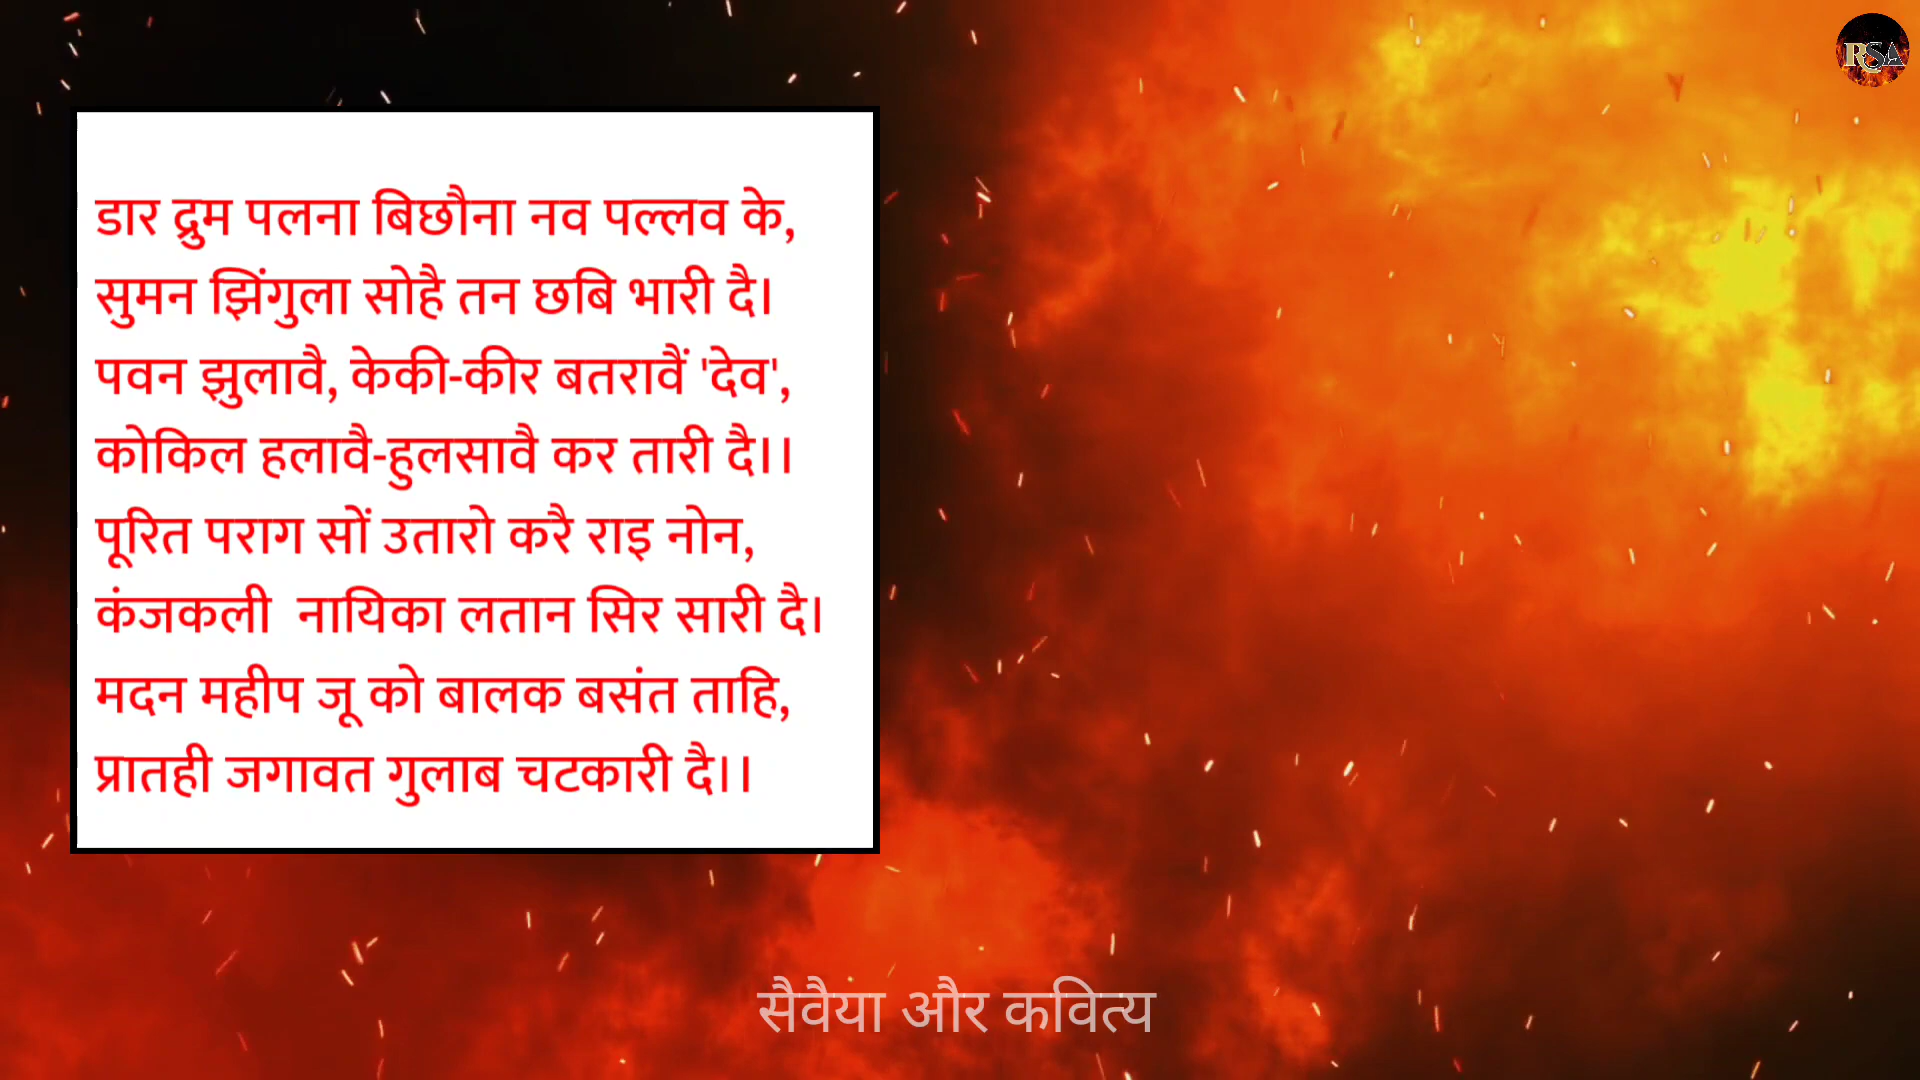 RSA
डार द्रुम पलना बिछौना नव पल्लव के,
सुमन झिंगुला सोहै तन छबि भारी दै।
पवन झुलावै, केकी-कीर बतरावैं 'देव',
कोकिल हलावै-हुलसावै कर तारी दै।।
पूरित पराग सों उतारो करै राइ नोन,
कंजकली नायिका लतान सिर सारी दै।
मदन महीप जू को बालक बसंत ताहि,
प्रातही जगावत गुलाब चटकारी दै।।
सैवैया और कवित्य